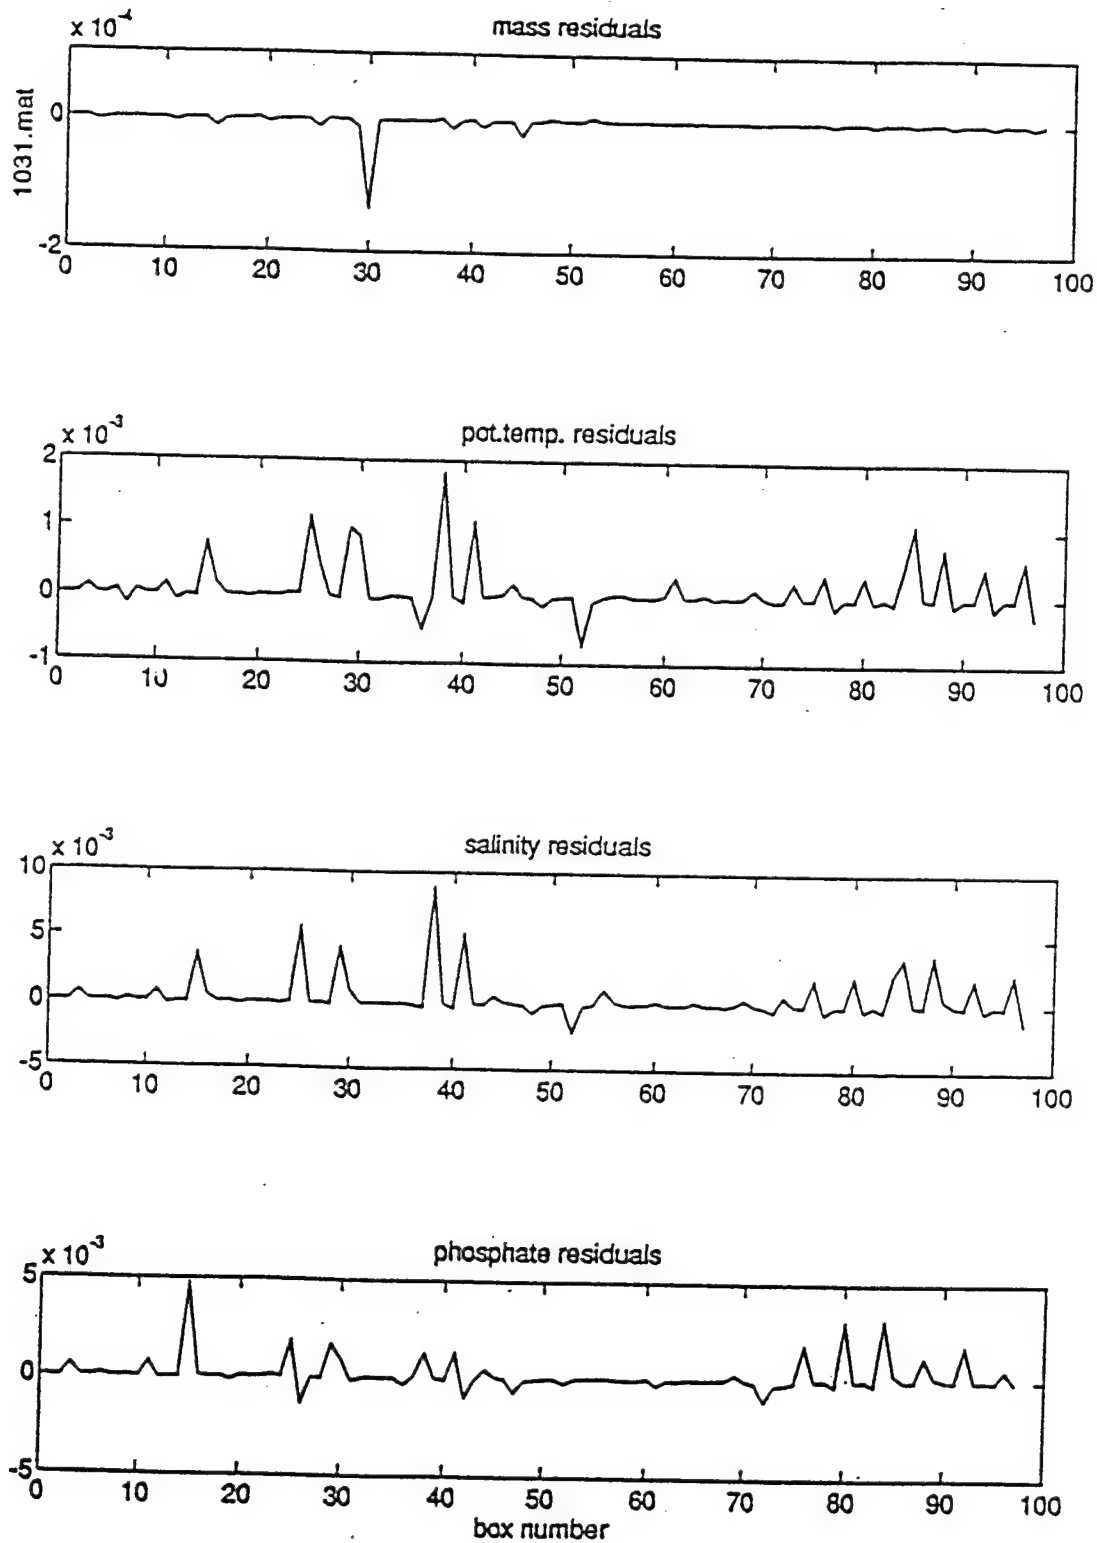 x 10^-4
mass residuals
1031.mat
0
-2
0 10 20 30 40 50 60 70 80 90 100
x 10^-3
pot.temp. residuals
2
1
0
-1
0 10 20 30 40 50 60 70 80 90 100
x 10^-3
salinity residuals
10
5
0
-5
0 10 20 30 40 50 60 70 80 90 100
x 10^-3
phosphate residuals
5
0
-5
0 10 20 30 40 50 60 70 80 90 100
box number